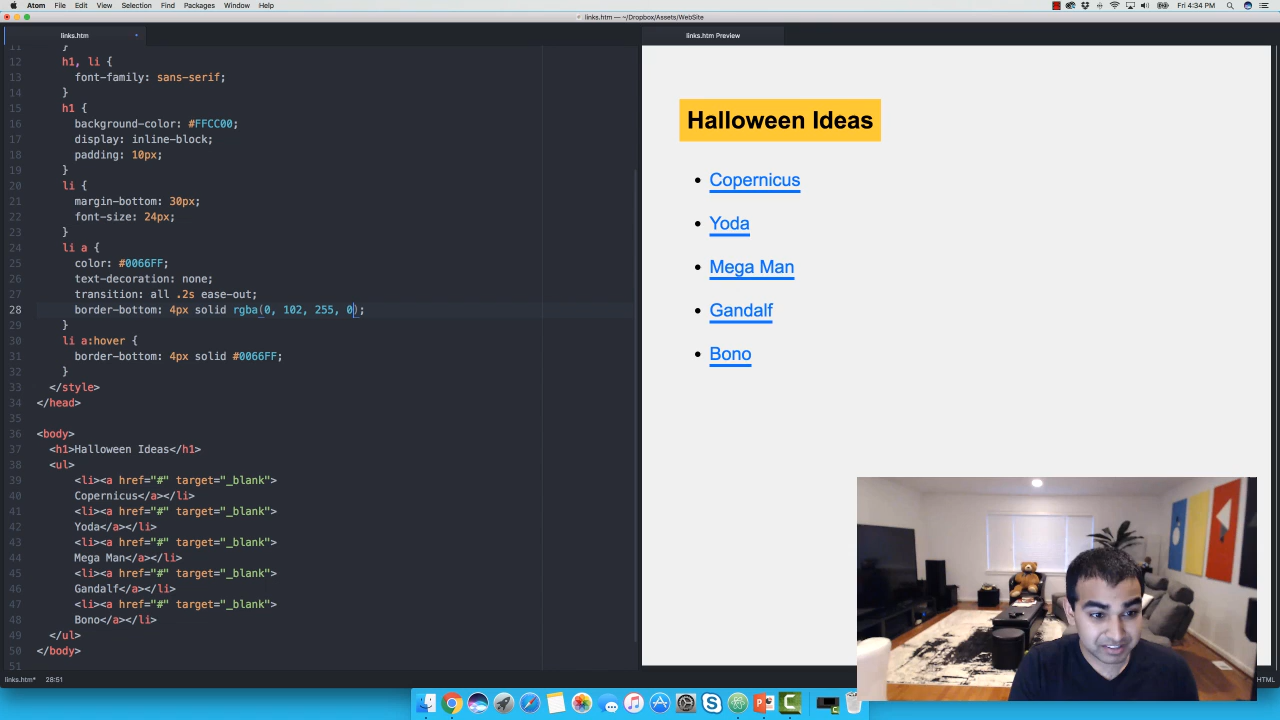 Atom File Edit View Selection Find Packages Window Help
Fri 4:34 PM
links.htm — ~/Dropbox/Assets/WebSite
links.htm
links.htm Preview
11 }
12 h1, li {
13 font-family: sans-serif;
14 }
15 h1 {
16 background-color: #FFCC00;
17 display: inline-block;
18 padding: 10px;
19 }
20 li {
21 margin-bottom: 30px;
22 font-size: 24px;
23 }
24 li a {
25 color: #0066FF;
26 text-decoration: none;
27 transition: all .2s ease-out;
28 border-bottom: 4px solid rgba(0, 102, 255, 0);
29 }
30 li a:hover {
31 border-bottom: 4px solid #0066FF;
32 }
33 </style>
34 </head>
35
36 <body>
37 <h1>Halloween Ideas</h1>
38 <ul>
39 <li><a href="#" target="_blank">
40 Copernicus</a></li>
41 <li><a href="#" target="_blank">
42 Yoda</a></li>
43 <li><a href="#" target="_blank">
44 Mega Man</a></li>
45 <li><a href="#" target="_blank">
46 Gandalf</a></li>
47 <li><a href="#" target="_blank">
48 Bono</a></li>
49 </ul>
50 </body>
51
links.htm* 28:51
Halloween Ideas
Copernicus
Yoda
Mega Man
Gandalf
Bono
HTML